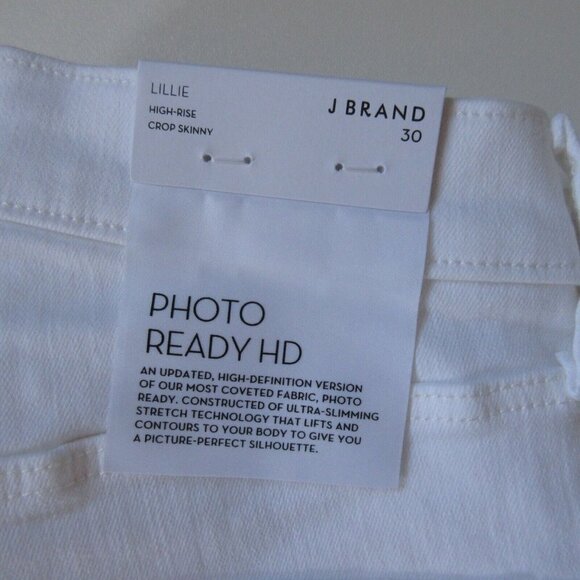 LILLIE
HIGH-RISE
CROP SKINNY
J BRAND
30
PHOTO
READY HD
AN UPDATED, HIGH-DEFINITION VERSION
OF OUR MOST COVETED FABRIC, PHOTO
READY. CONSTRUCTED OF ULTRA-SLIMMING
STRETCH TECHNOLOGY THAT LIFTS AND
CONTOURS TO YOUR BODY TO GIVE YOU
A PICTURE-PERFECT SILHOUETTE.